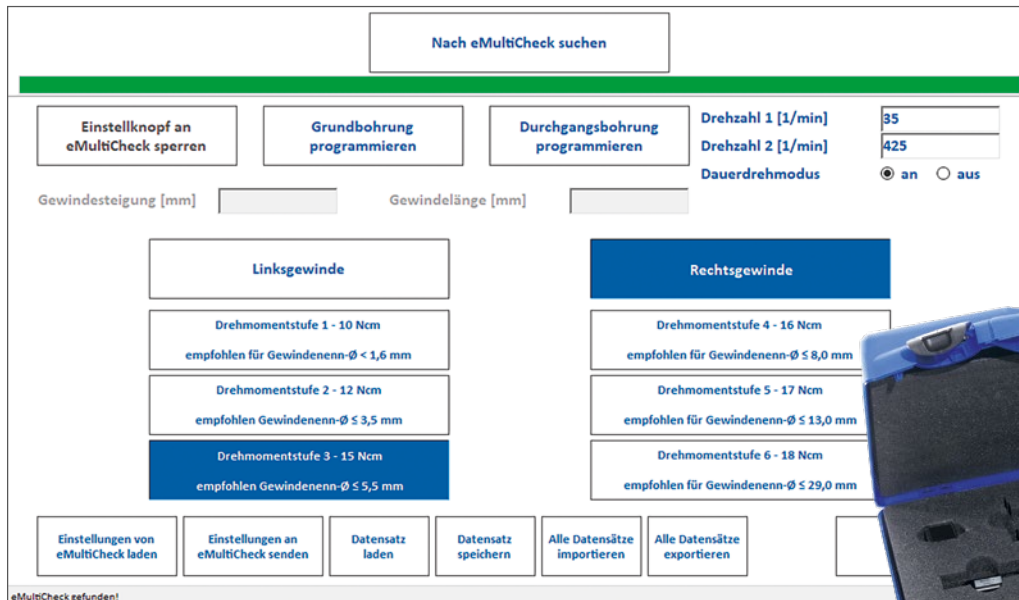 Nach eMultiCheck suchen
Einstellknopf an
eMultiCheck sperren
Grundbohrung
programmieren
Durchgangsbohrung
programmieren
Drehzahl 1 [1/min]
35
Drehzahl 2 [1/min]
425
Dauerdrehmodus
an
aus
Gewindesteigung [mm]
Gewindelänge [mm]
Linksgewinde
Rechtsgewinde
Drehmomentstufe 1 - 10 Ncm
empfohlen für Gewindenenn-Ø < 1,6 mm
Drehmomentstufe 4 - 16 Ncm
empfohlen für Gewindenenn-Ø ≤ 8,0 mm
Drehmomentstufe 2 - 12 Ncm
empfohlen Gewindenenn-Ø ≤ 3,5 mm
Drehmomentstufe 5 - 17 Ncm
empfohlen für Gewindenenn-Ø ≤ 13,0 mm
Drehmomentstufe 3 - 15 Ncm
empfohlen Gewindenenn-Ø ≤ 5,5 mm
Drehmomentstufe 6 - 18 Ncm
empfohlen für Gewindenenn-Ø ≤ 29,0 mm
Einstellungen von
eMultiCheck laden
Einstellungen an
eMultiCheck senden
Datensatz
laden
Datensatz
speichern
Alle Datensätze
importieren
Alle Datensätze
exportieren
eMultiCheck gefunden!